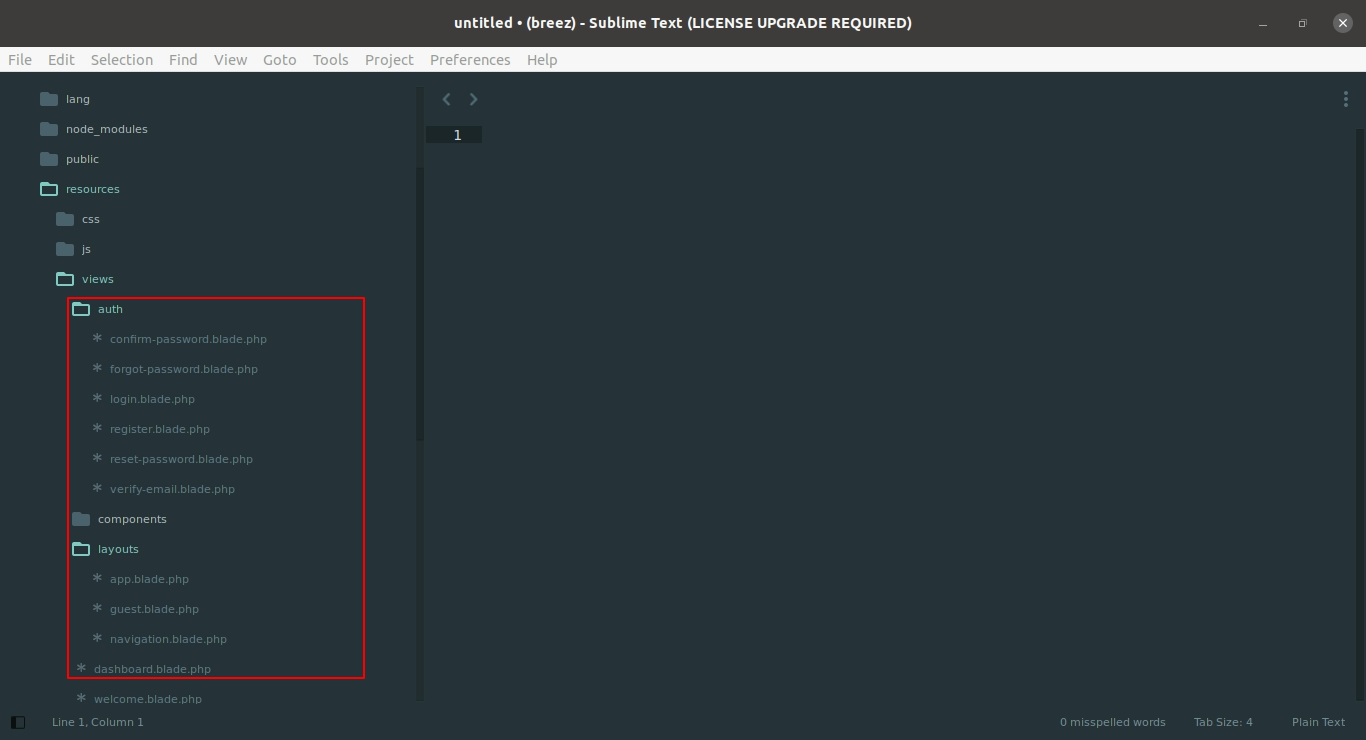 untitled • (breez) - Sublime Text (LICENSE UPGRADE REQUIRED)
File Edit Selection Find View Goto Tools Project Preferences Help
lang
node_modules
public
resources
css
js
views
auth
* confirm-password.blade.php
* forgot-password.blade.php
* login.blade.php
* register.blade.php
* reset-password.blade.php
* verify-email.blade.php
components
layouts
* app.blade.php
* guest.blade.php
* navigation.blade.php
* dashboard.blade.php
* welcome.blade.php
1
Line 1, Column 1
0 misspelled words Tab Size: 4 Plain Text